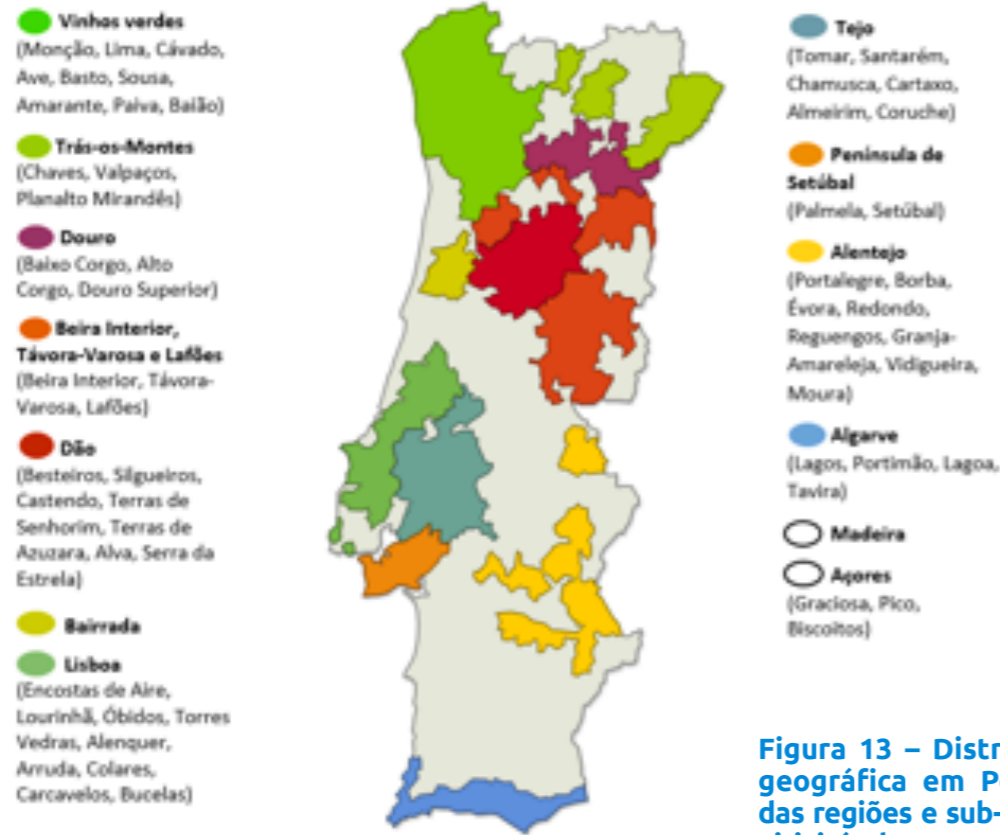 Vinhos verdes
(Monção, Lima, Cávado,
Ave, Basto, Sousa,
Amarante, Paiva, Baião)
Trás-os-Montes
(Chaves, Valpaços,
Planalto Mirandês)
Douro
(Baixo Corgo, Alto
Corgo, Douro Superior)
Beira Interior,
Távora-Varosa e Lafões
(Beira Interior, Távora-
Varosa, Lafões)
Dão
(Besteiros, Silgueiros,
Castendo, Terras de
Senhorim, Terras de
Azuzara, Alva, Serra da
Estrela)
Bairrada
Lisboa
(Encostas de Aire,
Lourinhã, Óbidos, Torres
Vedras, Alenquer,
Arruda, Colares,
Carcavelos, Bucelas)
Tejo
(Tomar, Santarém,
Chamusca, Cartaxo,
Almeirim, Coruche)
Península de
Setúbal
(Palmela, Setúbal)
Alentejo
(Portalegre, Borba,
Évora, Redondo,
Reguengos, Granja-
Amareleja, Vidigueira,
Moura)
Algarve
(Lagos, Portimão, Lagoa,
Tavira)
Madeira
Açores
(Graciosa, Pico,
Biscoitos)
Figura 13 – Distr
geográfica em P
das regiões e sub-